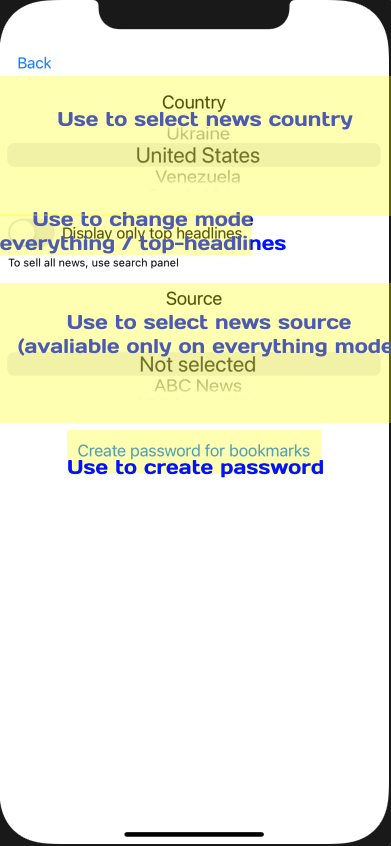 Back
Country
Use to select news country
Ukraine
United States
Venezuela
Use to change mode
Display only top headlines
everything / top-headlines
To sell all news, use search panel
Source
Use to select news source
(avaliable only on everything mode
Not selected
ABC News
Create password for bookmarks
Use to create password